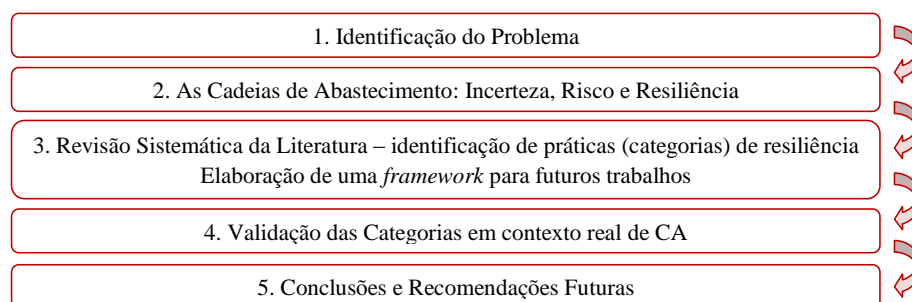 1. Identificação do Problema
2. As Cadeias de Abastecimento: Incerteza, Risco e Resiliência
3. Revisão Sistemática da Literatura – identificação de práticas (categorias) de resiliência
Elaboração de uma framework para futuros trabalhos
4. Validação das Categorias em contexto real de CA
5. Conclusões e Recomendações Futuras